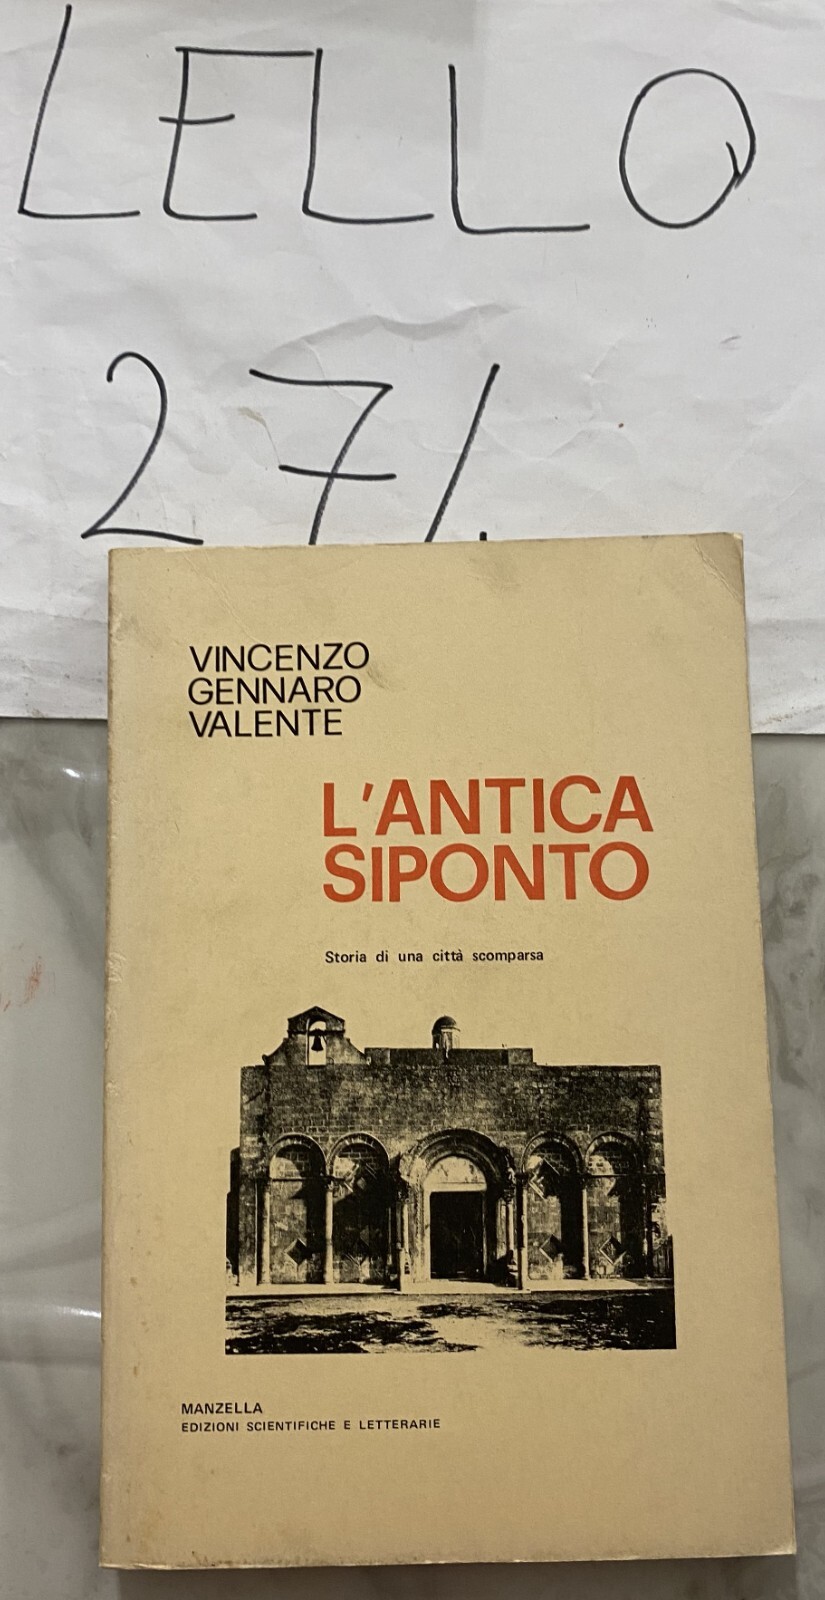 LELLO
27/.
VINCENZO
GENNARO
VALENTE
L'ANTICA
SIPONTO
Storia di una città scomparsa
MANZELLA
EDIZIONI SCIENTIFICHE E LETTERARIE